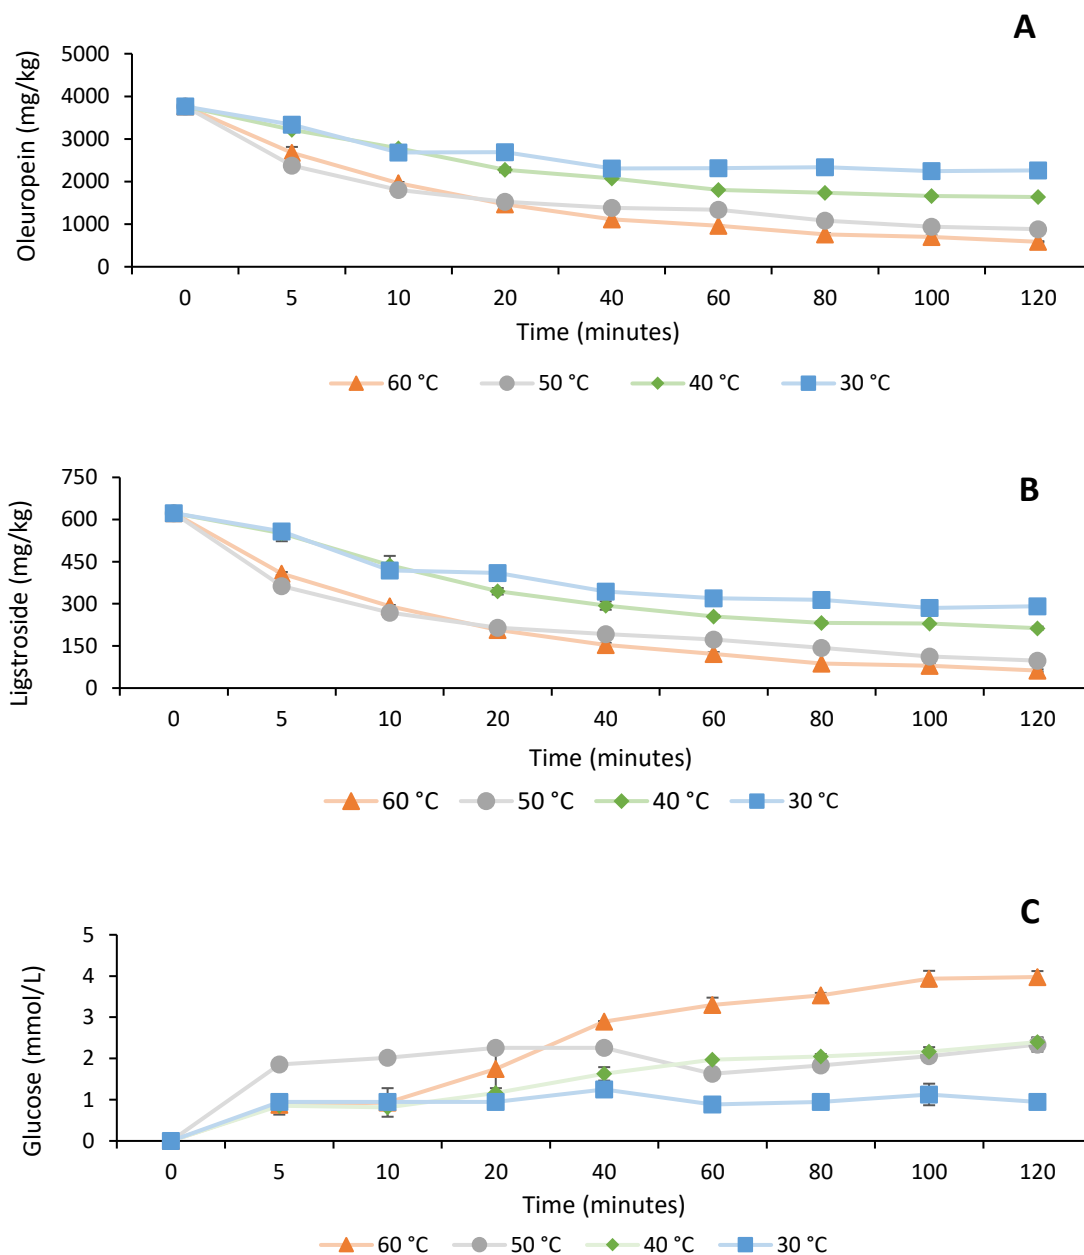 A
Oleuropein (mg/kg)
5000
4000
3000
2000
1000
0
0 5 10 20 40 60 80 100 120
Time (minutes)
60 °C 50 °C 40 °C 30 °C
B
Ligstroside (mg/kg)
750
600
450
300
150
0
0 5 10 20 40 60 80 100 120
Time (minutes)
60 °C 50 °C 40 °C 30 °C
C
Glucose (mmol/L)
5
4
3
2
1
0
0 5 10 20 40 60 80 100 120
Time (minutes)
60 °C 50 °C 40 °C 30 °C